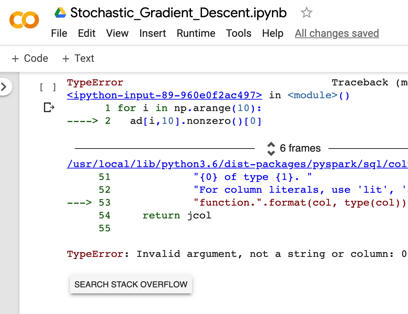 Stochastic_Gradient_Descent.ipynb
File Edit View Insert Runtime Tools Help All changes saved
+ Code + Text
[ ]
TypeError Traceback (m
<ipython-input-89-960e0f2ac497> in <module>()
1 for i in np.arange(10):
----> 2 ad[i,10].nonzero()[0]
6 frames
/usr/local/lib/python3.6/dist-packages/pyspark/sql/col
51 "{0} of type {1}. "
52 "For column literals, use 'lit', '
---> 53 "function.".format(col, type(col))
54 return jcol
55
TypeError: Invalid argument, not a string or column: 0
SEARCH STACK OVERFLOW